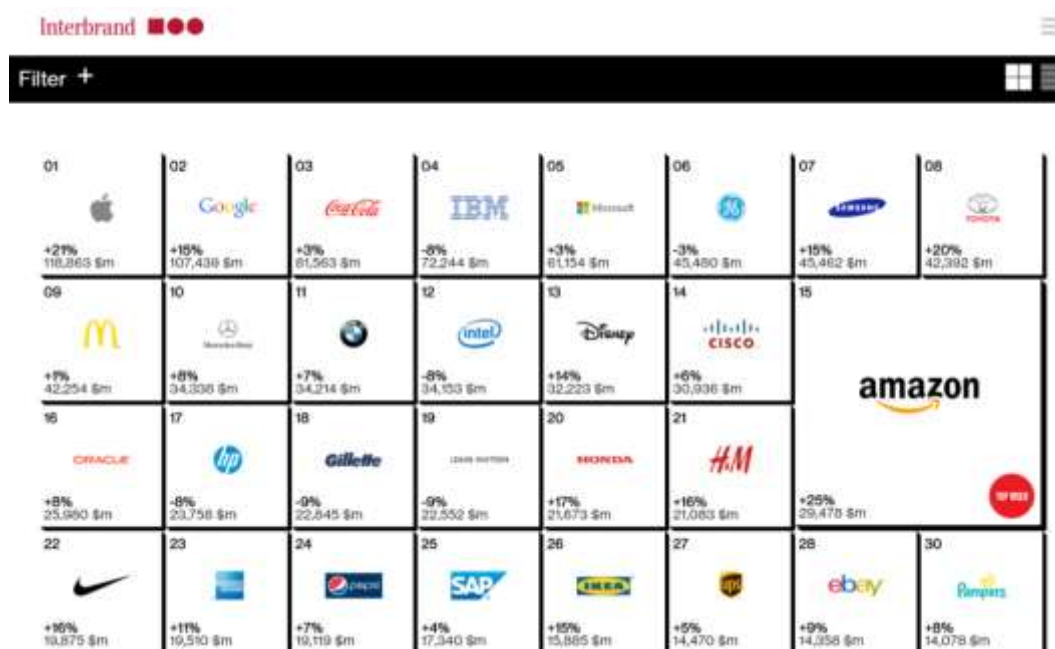 Interbrand
Filter +
01
+21%
118,863 $m
02
Google
+15%
107,439 $m
03
Coca-Cola
+3%
81,563 $m
04
IBM
-8%
72,244 $m
05
Microsoft
+3%
61,154 $m
06
GE
-3%
45,480 $m
07
SAMSUNG
+15%
45,462 $m
08
TOYOTA
+20%
42,392 $m
09
+1%
42,254 $m
10
Mercedes-Benz
+8%
34,338 $m
11
+7%
34,214 $m
12
intel
-8%
34,153 $m
13
Disney
+14%
32,223 $m
14
CISCO
+6%
30,936 $m
15
amazon
+25%
29,478 $m
16
ORACLE
+8%
25,980 $m
17
hp
-8%
23,758 $m
18
Gillette
-9%
22,845 $m
19
LOUIS VUITTON
-9%
22,552 $m
20
HONDA
+17%
21,673 $m
21
H&M
+16%
21,083 $m
22
+16%
19,875 $m
23
+11%
19,510 $m
24
pepsi
+7%
19,119 $m
25
SAP
+4%
17,340 $m
26
IKEA
+15%
15,885 $m
27
ups
+5%
14,470 $m
28
ebay
+9%
14,358 $m
30
Pampers
+8%
14,078 $m